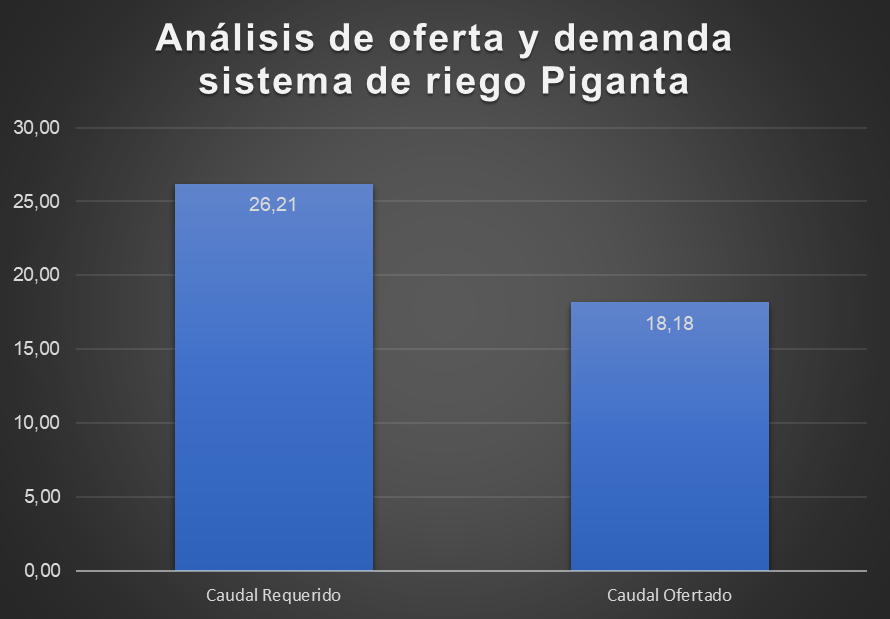 Análisis de oferta y demanda
sistema de riego Piganta
30,00
25,00
20,00
15,00
10,00
5,00
0,00
26,21
18,18
Caudal Requerido
Caudal Ofertado